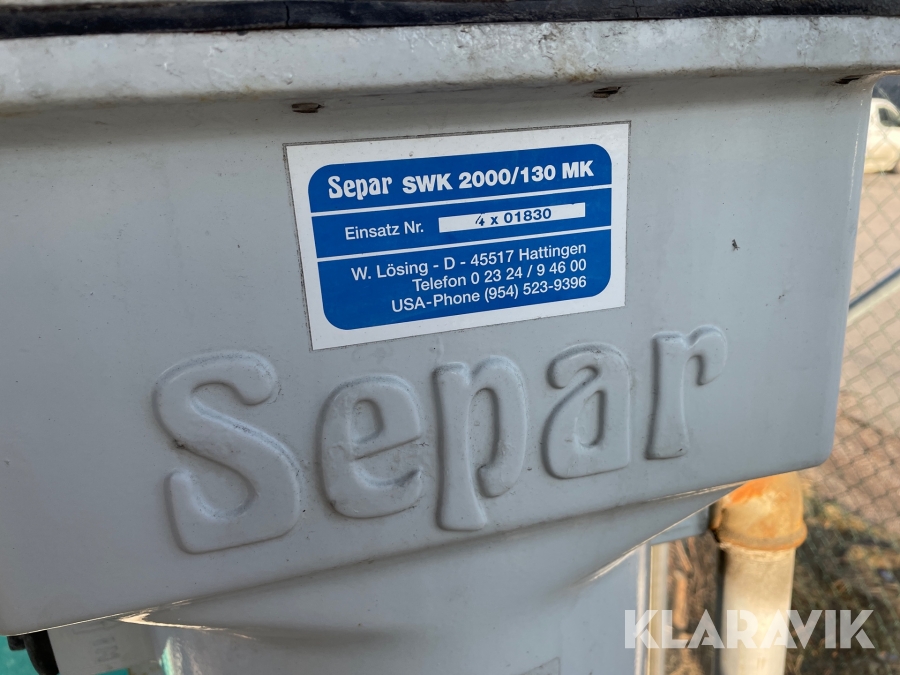 Separ SWK 2000/130 MK
Einsatz Nr. 4 x 01830
W. Lösing - D - 45517 Hattingen
Telefon 0 23 24 / 9 46 00
USA-Phone (954) 523-9396
Separ
KLARAVIK